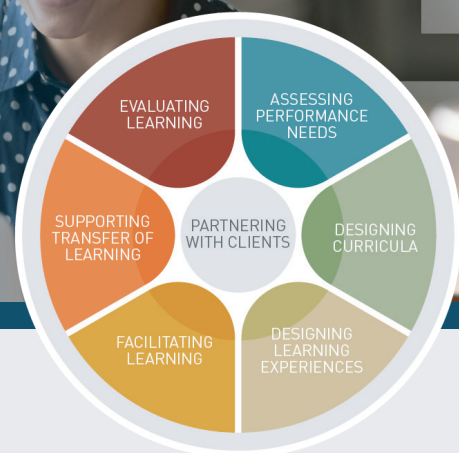 EVALUATING
LEARNING
ASSESSING
PERFORMANCE
NEEDS
SUPPORTING
TRANSFER OF
LEARNING
PARTNERING
WITH CLIENTS
DESIGNING
CURRICULA
FACILITATING
LEARNING
DESIGNING
LEARNING
EXPERIENCES